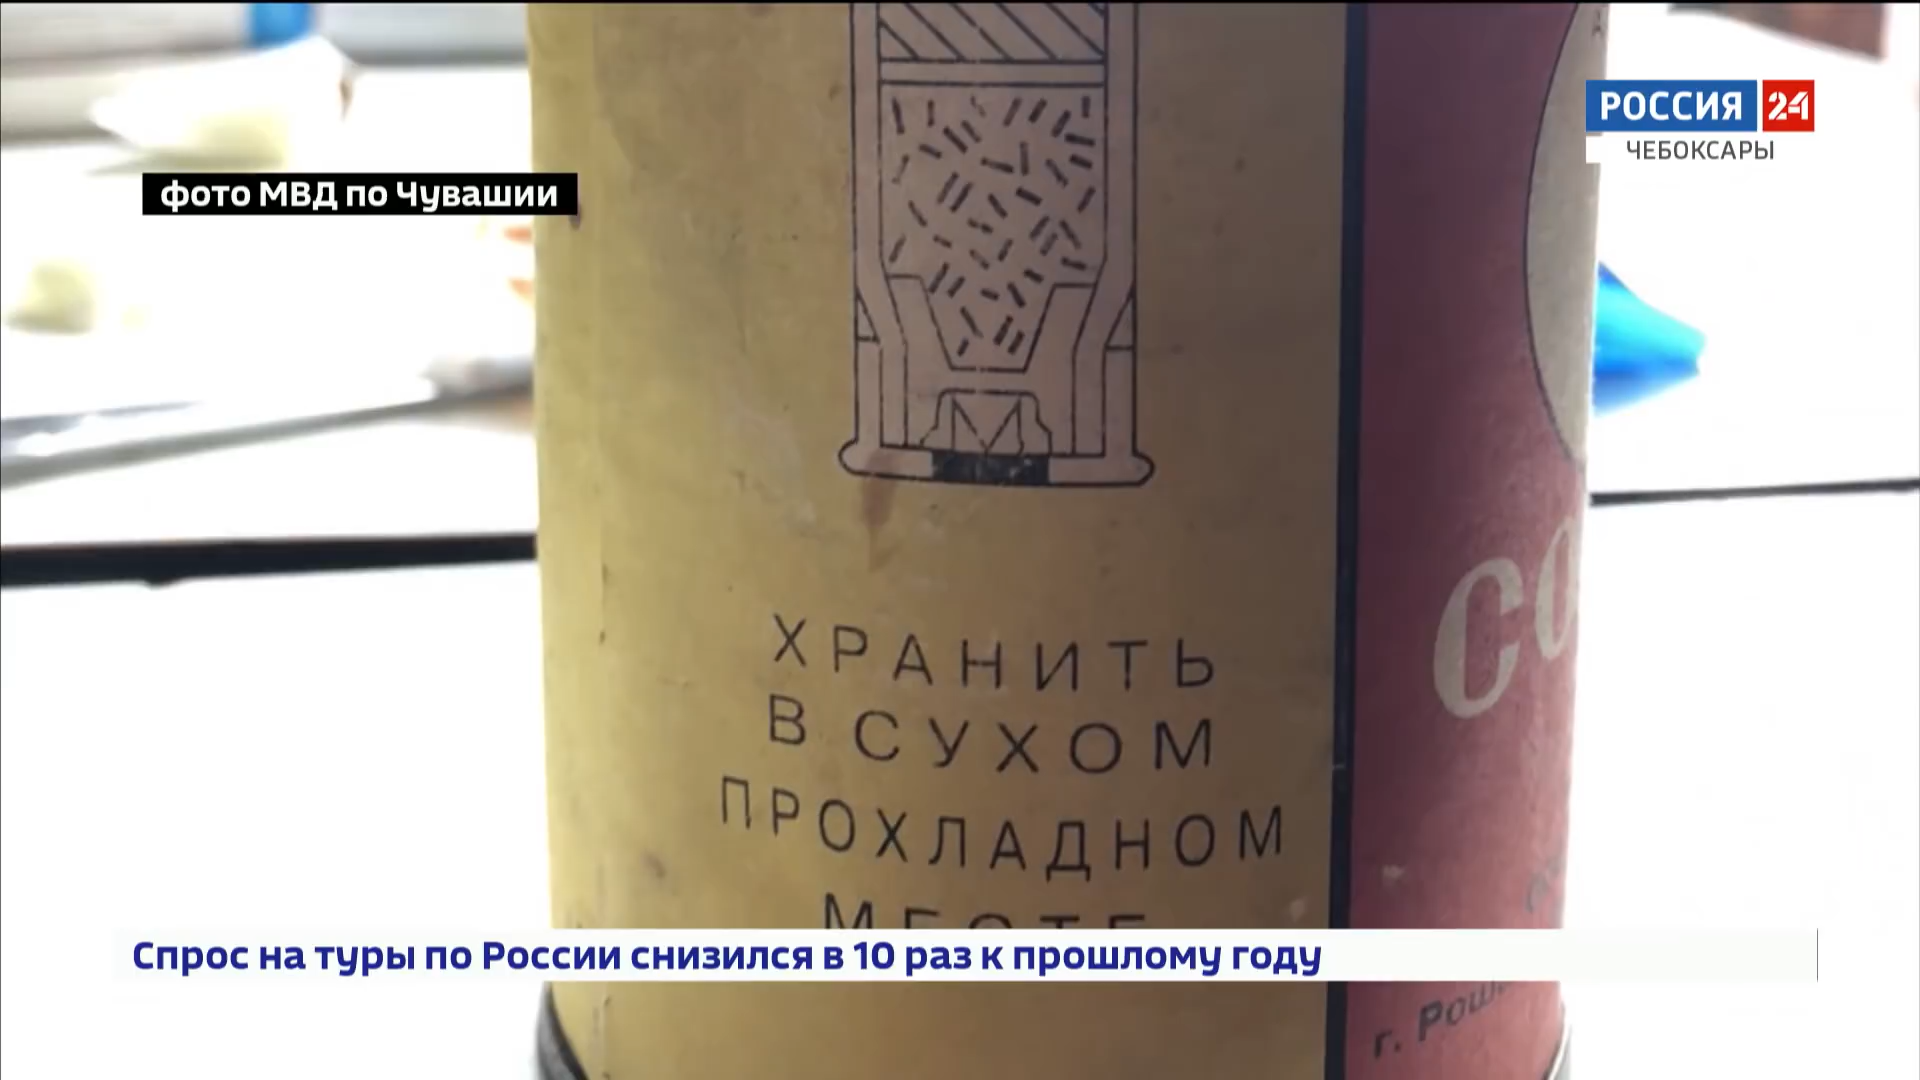 РОССИЯ 24
ЧЕБОКСАРЫ
фото МВД по Чувашии
ХРАНИТЬ
В СУХОМ
ПРОХЛАДНОМ
МЕСТЕ
Спрос на туры по России снизился в 10 раз к прошлому году
г.